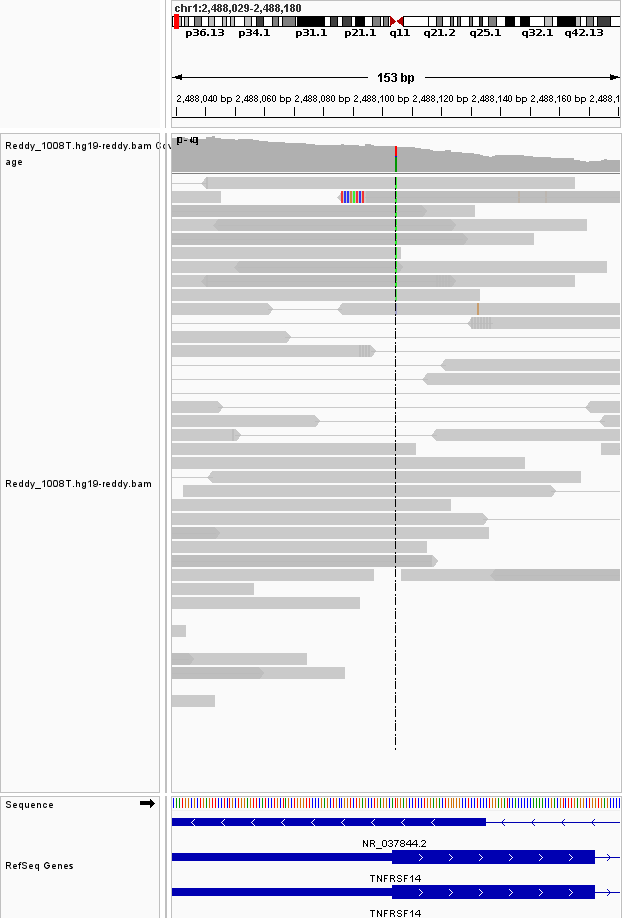 chr1:2,488,029-2,488,180
p36.13 p34.1 p31.1 p21.1 q11 q21.2 q25.1 q32.1 q42.13
153 bp
2,488,040 bp 2,488,060 bp 2,488,080 bp 2,488,100 bp 2,488,120 bp 2,488,140 bp 2,488,160 bp 2,488,1
Reddy_1008T.hg19-reddy.bam Cov
age
Reddy_1008T.hg19-reddy.bam
Sequence
NR_037844.2
RefSeq Genes
TNFRSF14
TNFRSF14